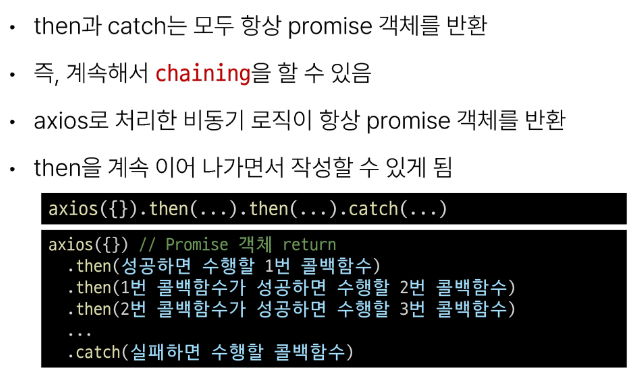 • then과 catch는 모두 항상 promise 객체를 반환
• 즉, 계속해서 chaining을 할 수 있음
• axios로 처리한 비동기 로직이 항상 promise 객체를 반환
• then을 계속 이어 나가면서 작성할 수 있게 됨
axios({}).then(...).then(...).catch(...)
axios({}) // Promise 객체 return
.then(성공하면 수행할 1번 콜백함수)
.then(1번 콜백함수가 성공하면 수행할 2번 콜백함수)
.then(2번 콜백함수가 성공하면 수행할 3번 콜백함수)
...
.catch(실패하면 수행할 콜백함수)